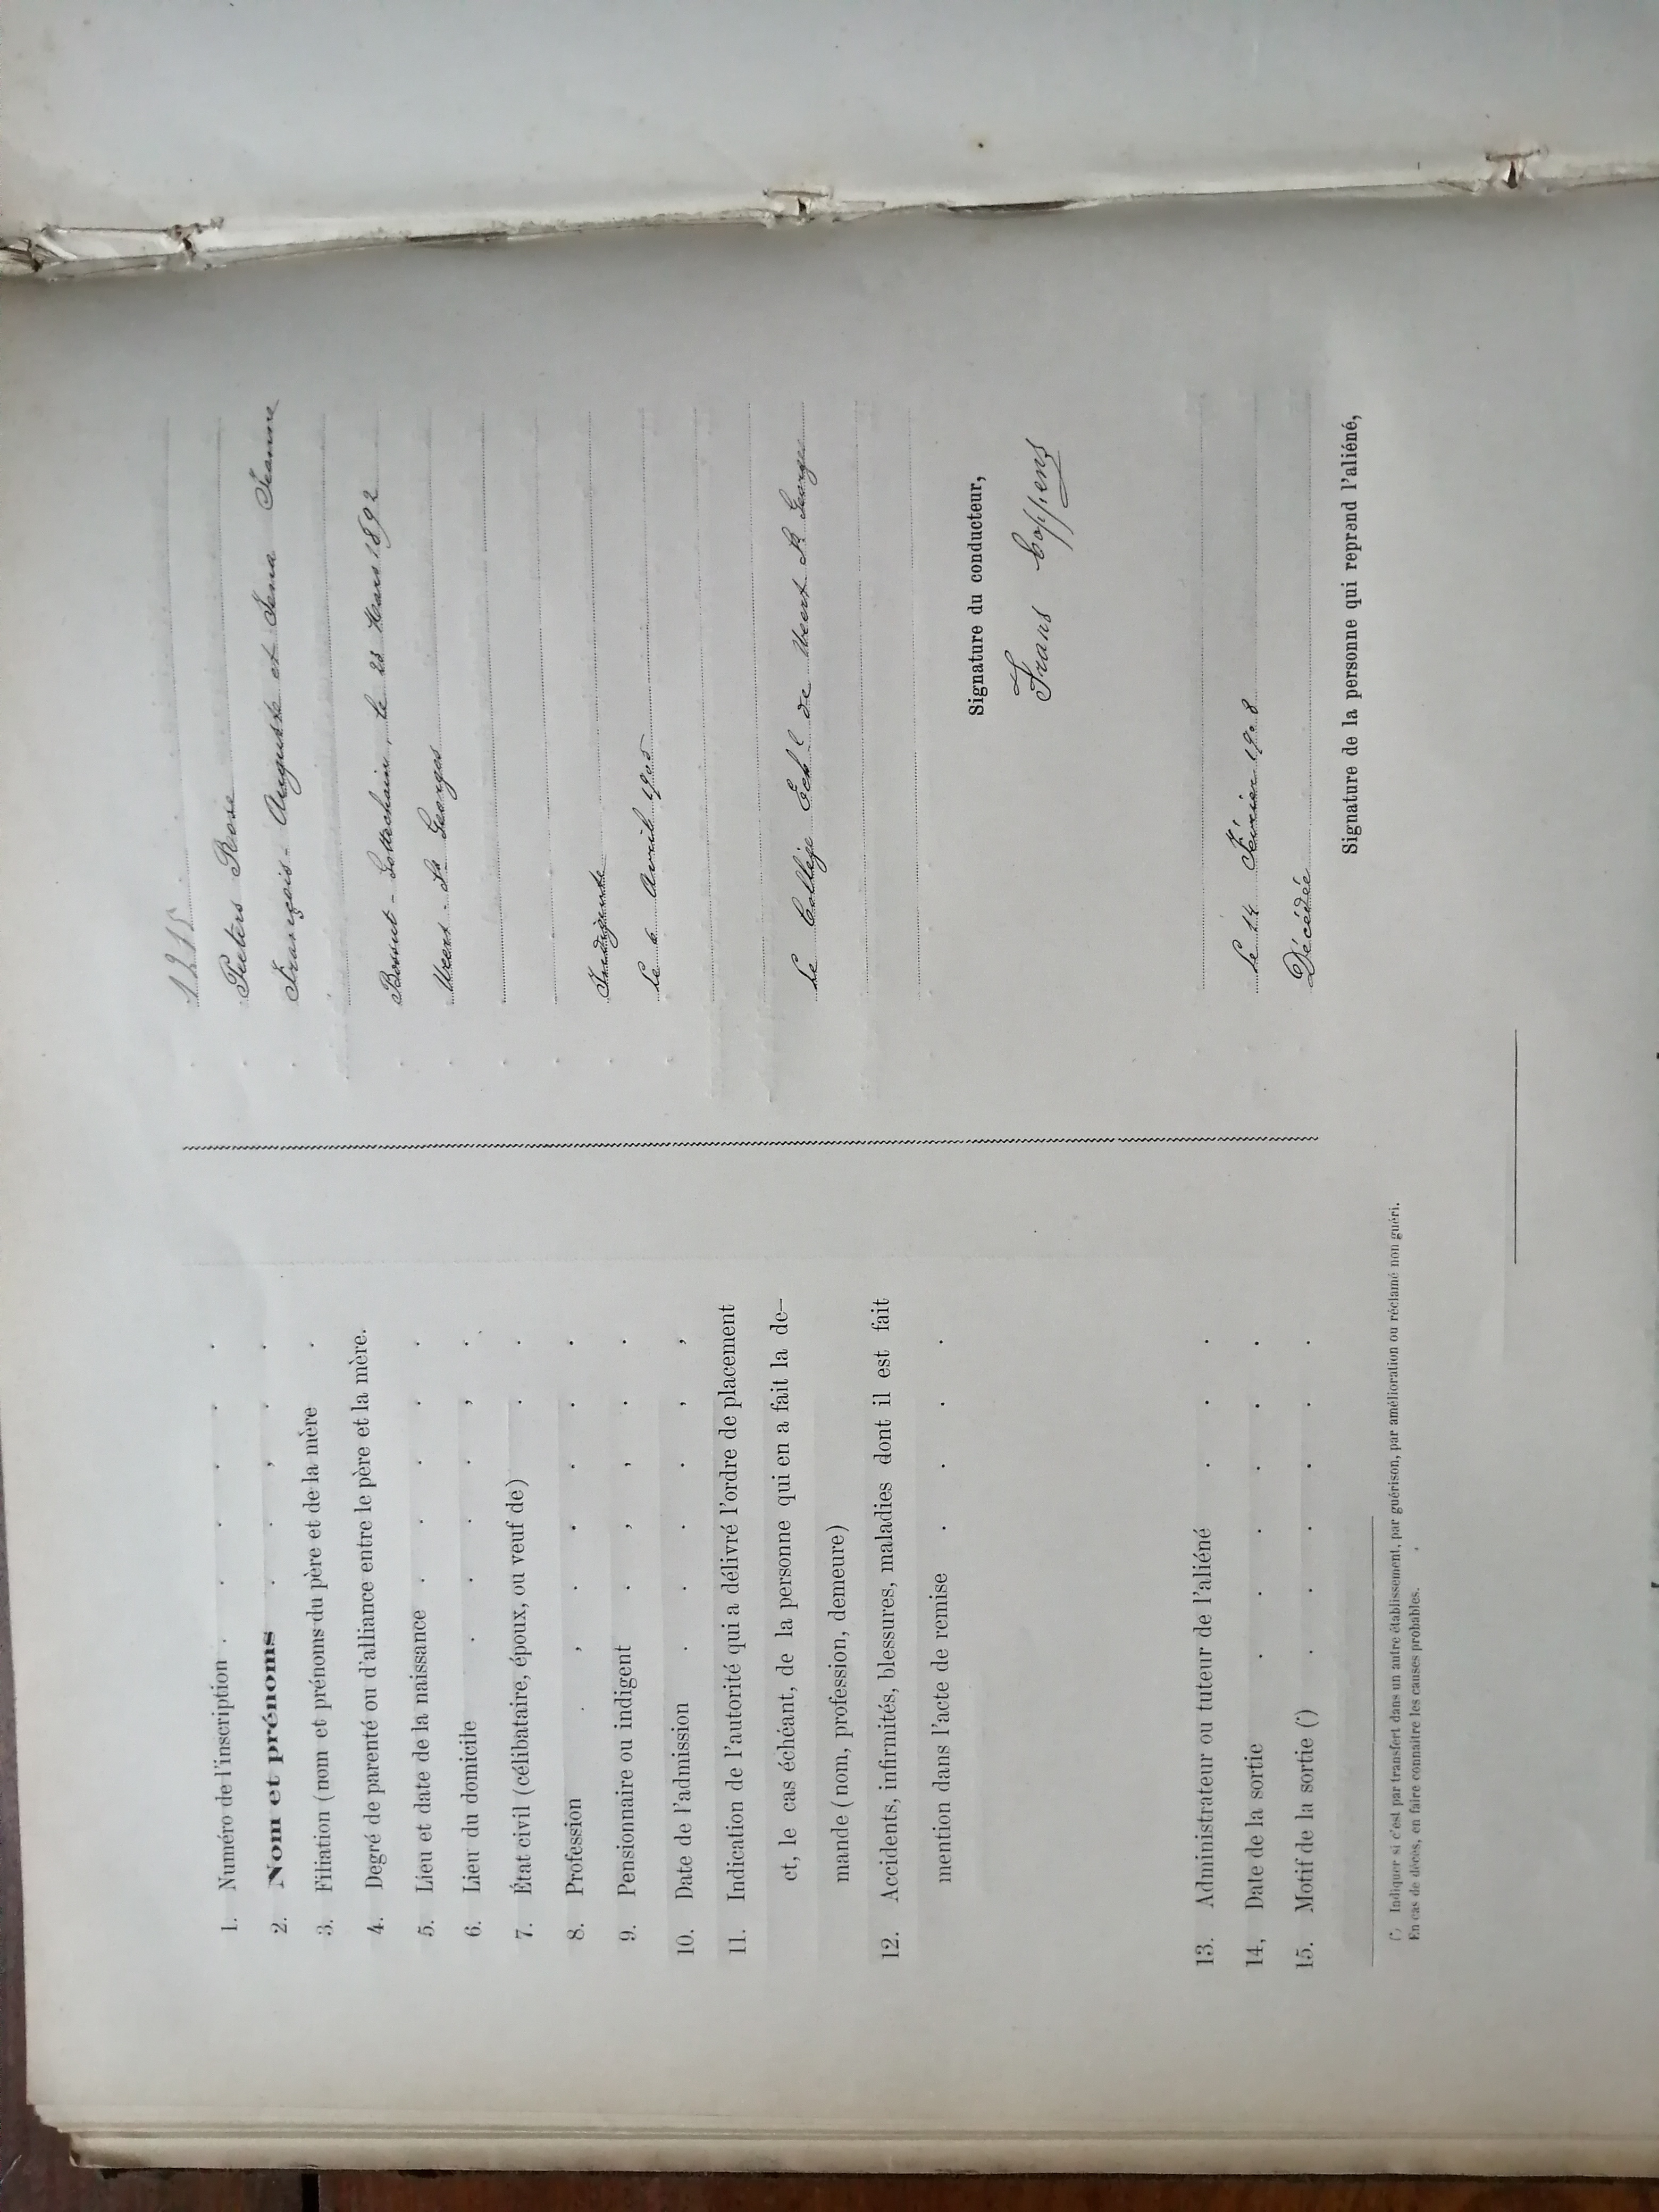 1215
1. Numéro de l'inscription . . . . . .
Peeters Rose
2. Nom et prénoms . . , . .
François - Auguste et Jena Jeanne
3. Filiation (nom et prénoms du père et de la mère .
4. Degré de parenté ou d'alliance entre le père et la mère.
Bossut - Gottechain, le 23 Mars 1892
5. Lieu et date de la naissance . . . . .
Weert - St Georges
6. Lieu du domicile . . . . , .
7. État civil (célibataire, époux, ou veuf de) . .
8. Profession . , . . . . .
Indigente
9. Pensionnaire ou indigent . , , . .
Le 6 Avril 1905
10. Date de l'admission . . . . , ,
11. Indication de l'autorité qui a délivré l'ordre de placement
et, le cas échéant, de la personne qui en a fait la de-
Le Collège Echl de Weert St Georges
mande (nom, profession, demeure)
12. Accidents, infirmités, blessures, maladies dont il est fait
mention dans l'acte de remise . . . .
Signature du conducteur,
Frans Coppens
13. Administrateur ou tuteur de l'aliéné . . .
14, Date de la sortie . . . . . .
Le 14 Février 1908
15. Motif de la sortie (*) . . . . . .
Décédée
Signature de la personne qui reprend l'aliéné,
(*) Indiquer si c'est par transfert dans un autre établissement, par guérison, par amélioration ou réclamé non guéri.
En cas de décès, en faire connaitre les causes probables.